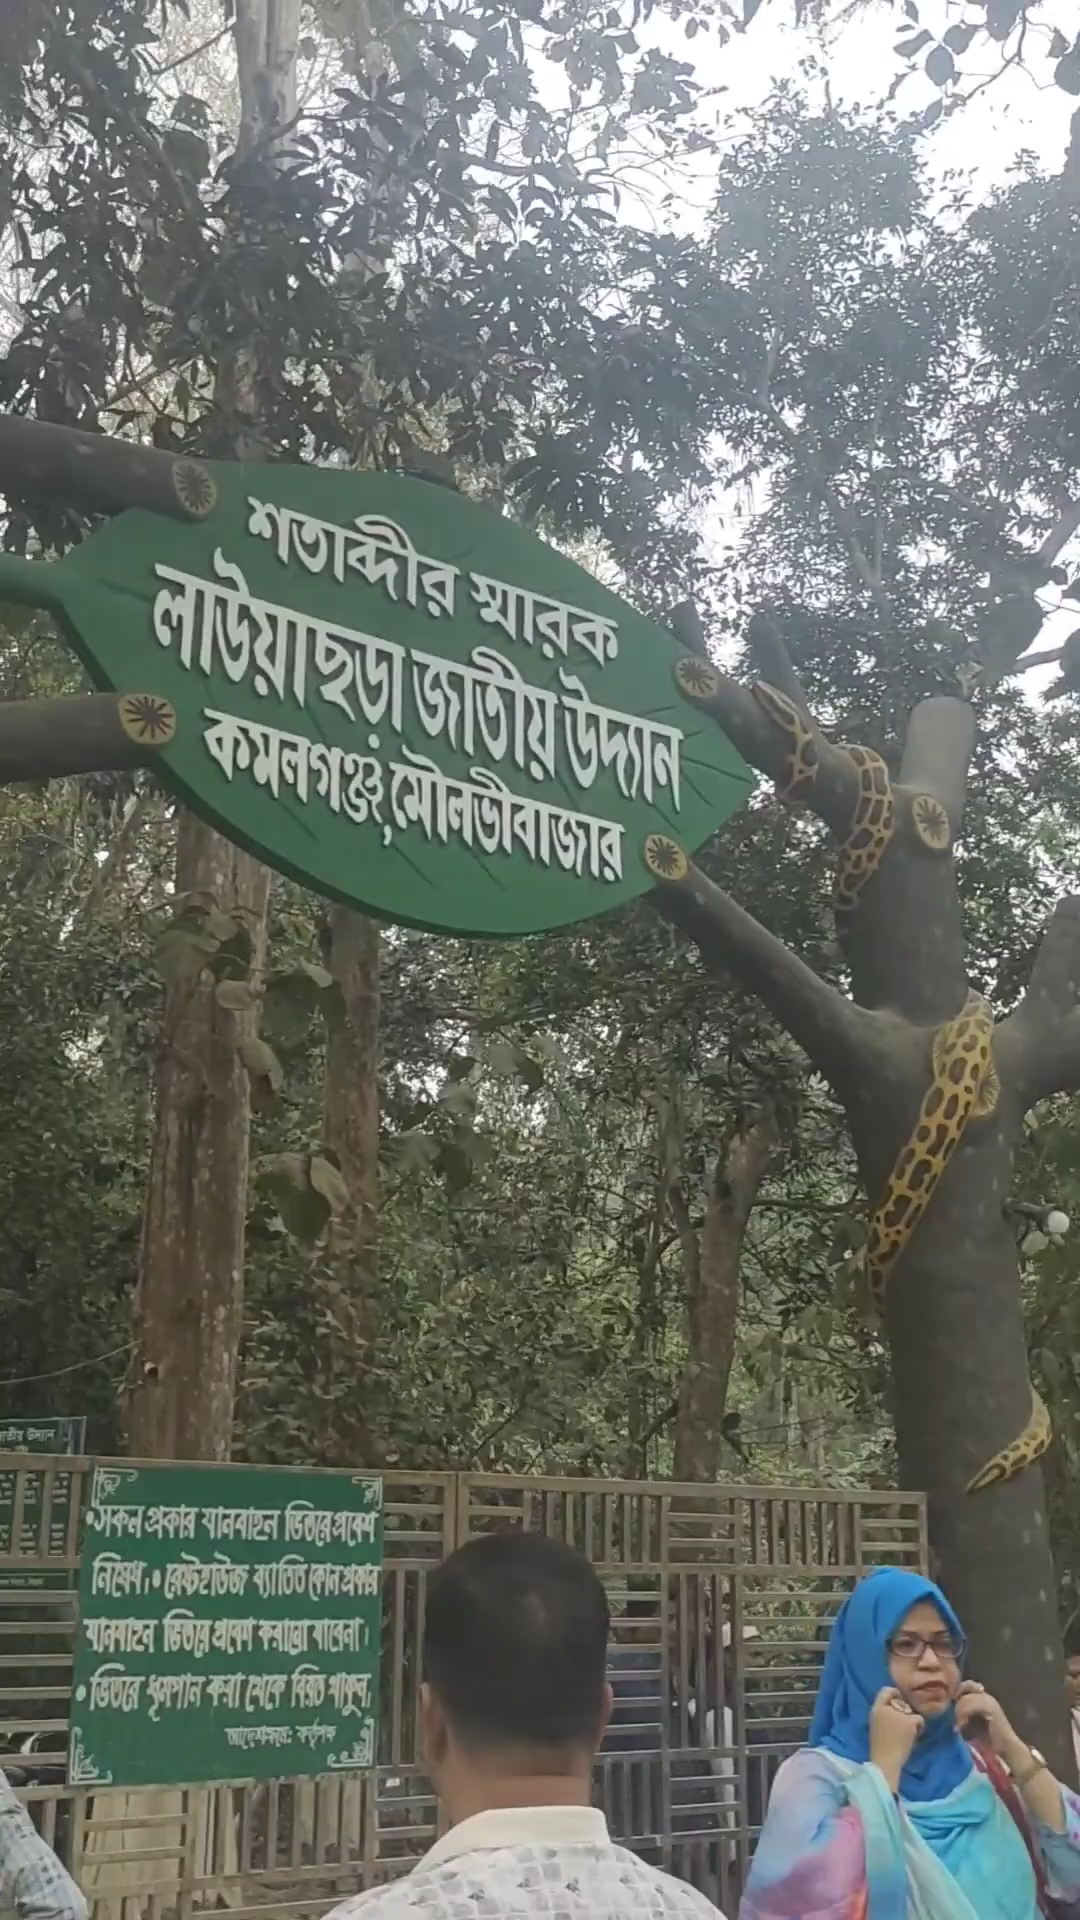 শতাব্দীর স্মারক
লাউয়াছড়া জাতীয় উদ্যান
কমলগঞ্জ,মৌলভীবাজার
জাতীয় উদ্যান
•সকল প্রকার যানবাহন ভিতরে প্রবেশ
নিষেধ।• রেস্টহাউজ ব্যাতিত কোন প্রকার
যানবাহন ভিতরে প্রবেশ করানো যাবেনা।
• ভিতরে ধূমপান করা থেকে বিরত থাকুন,
আদেশক্রমে: কর্তৃপক্ষ